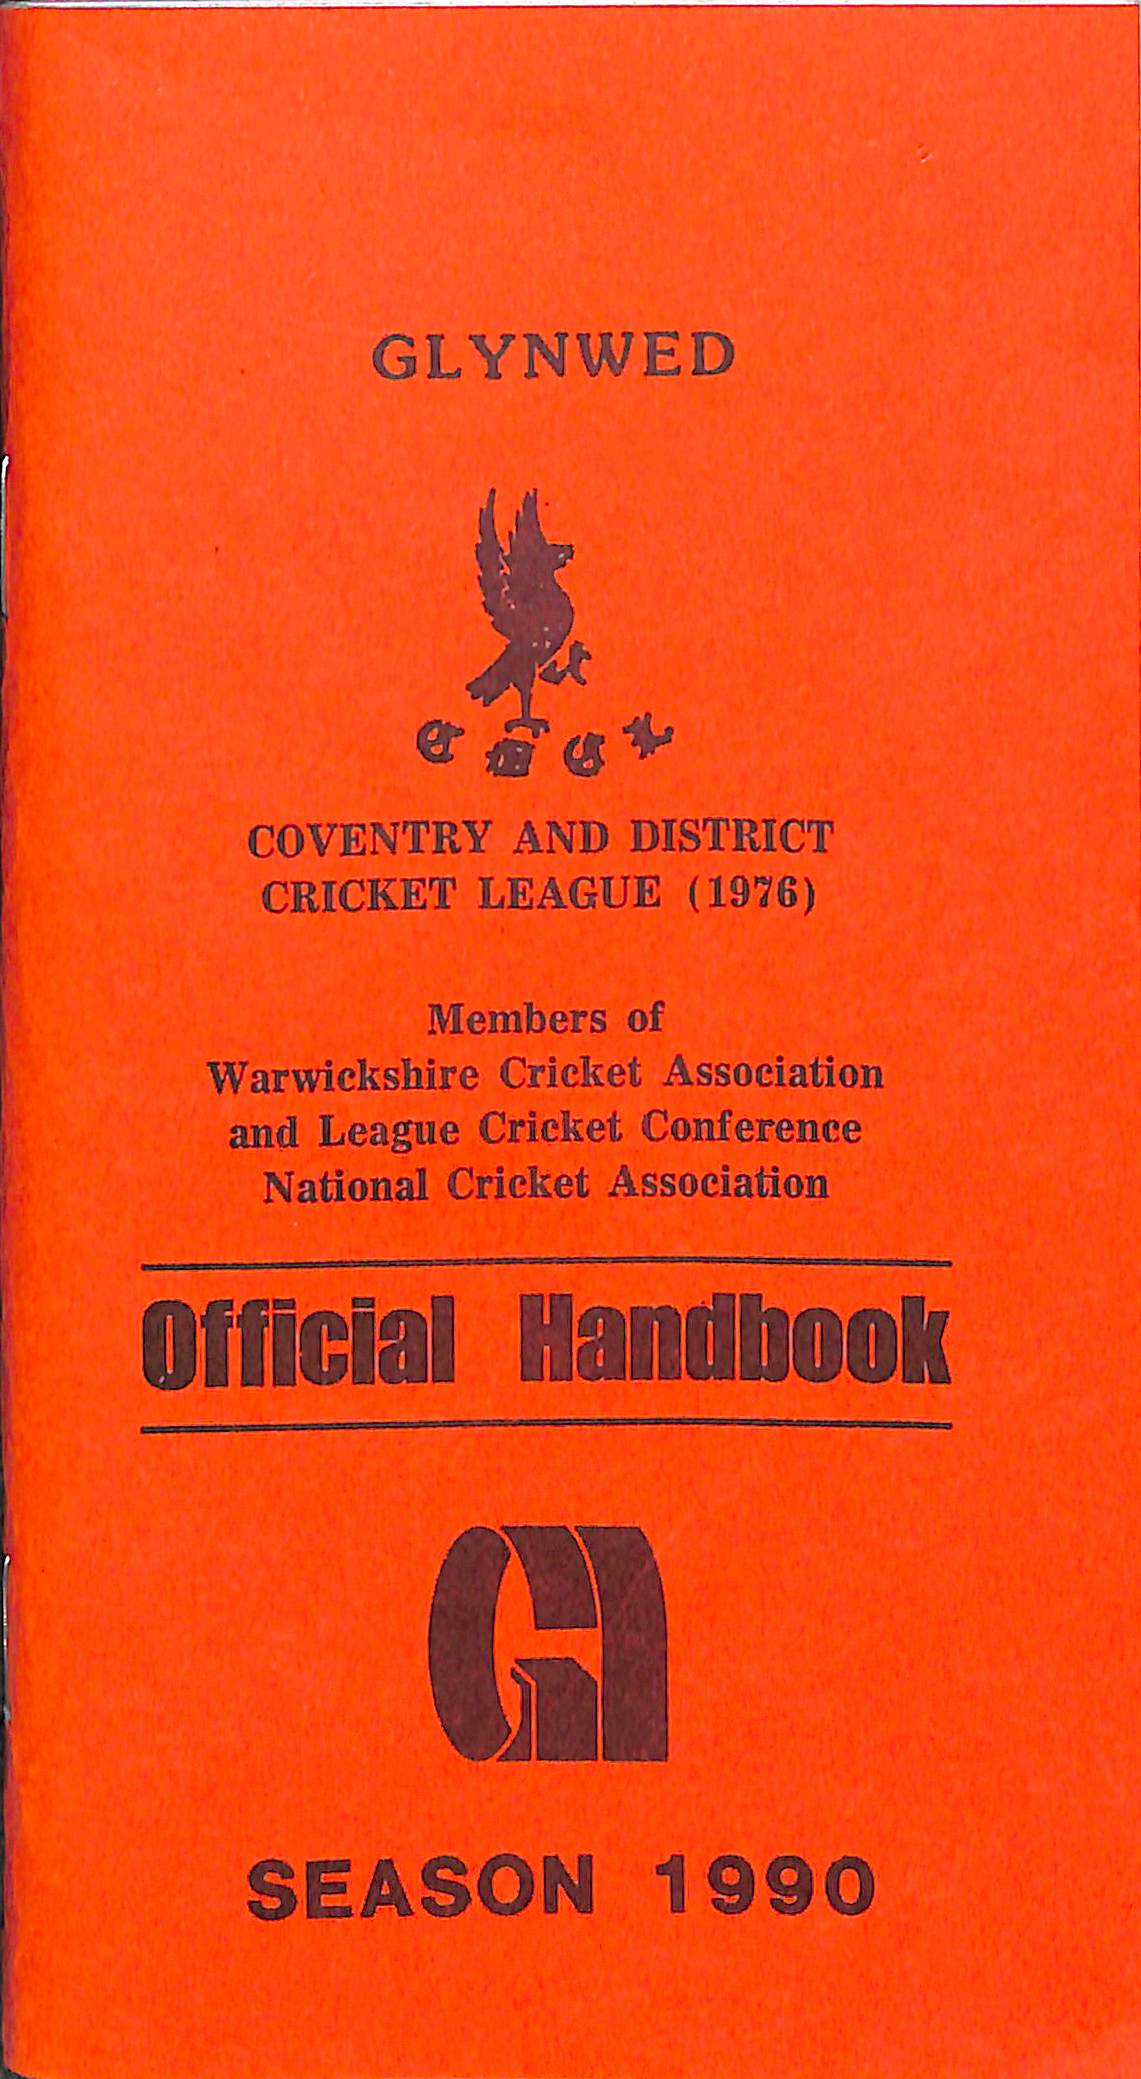 GLYNWED
C D C L
COVENTRY AND DISTRICT
CRICKET LEAGUE (1976)
Members of
Warwickshire Cricket Association
and League Cricket Conference
National Cricket Association
Official Handbook
SEASON 1990